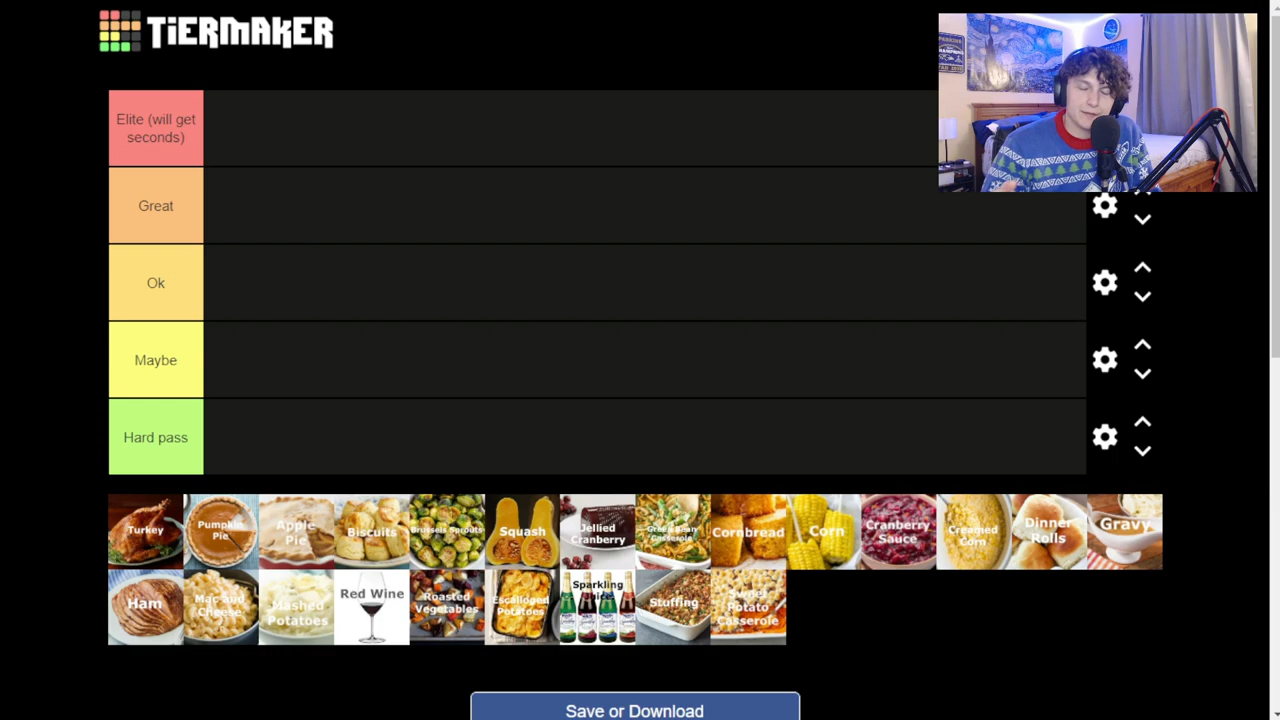 TiERMAKER
Elite (will get
seconds)
Great
Ok
Maybe
Hard pass
Turkey
Pumpkin
Pie
Apple
Pie
Biscuits
Brussels Sprouts
Squash
Jellied
Cranberry
Green Bean
Casserole
Cornbread
Corn
Cranberry
Sauce
Creamed
Corn
Dinner
Rolls
Gravy
Ham
Mac and
Cheese
Mashed
Potatoes
Red Wine
Roasted
Vegetables
Escalloped
Potatoes
Sparkling
Stuffing
Sweet
Potato
Casserole
Save or Download